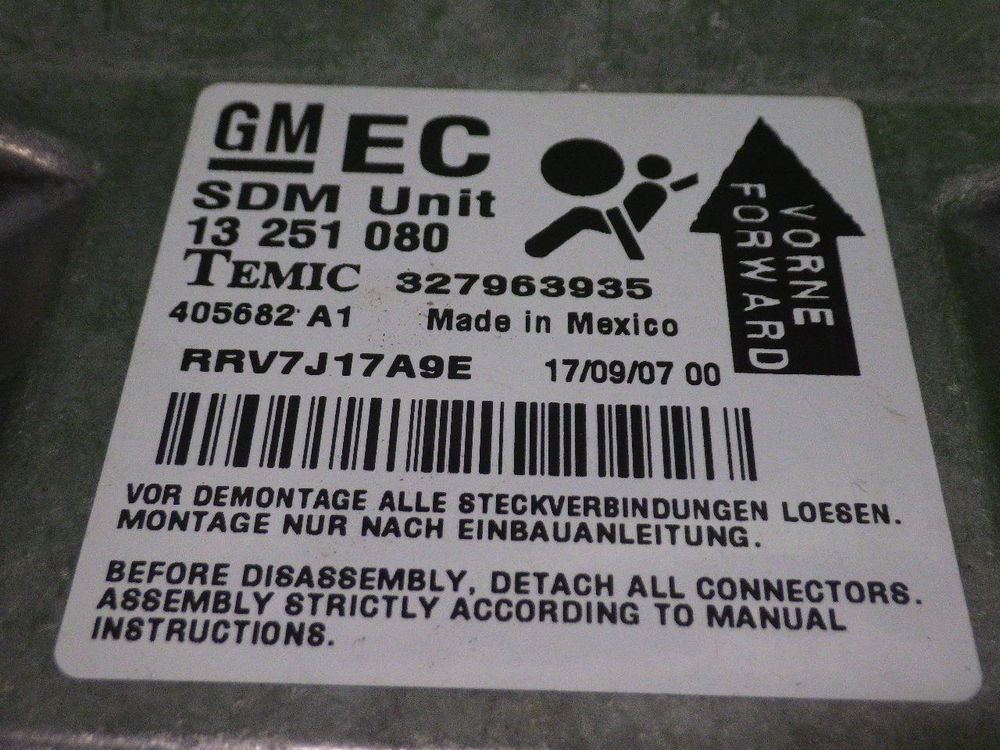 GM EC
SDM Unit
13 251 080
TEMIC 327963935
405682 A1 Made in Mexico
RRV7J17A9E 17/09/07 00
VORNE
FORWARD
VOR DEMONTAGE ALLE STECKVERBINDUNGEN LOESEN.
MONTAGE NUR NACH EINBAUANLEITUNG.
BEFORE DISASSEMBLY, DETACH ALL CONNECTORS.
ASSEMBLY STRICTLY ACCORDING TO MANUAL
INSTRUCTIONS.